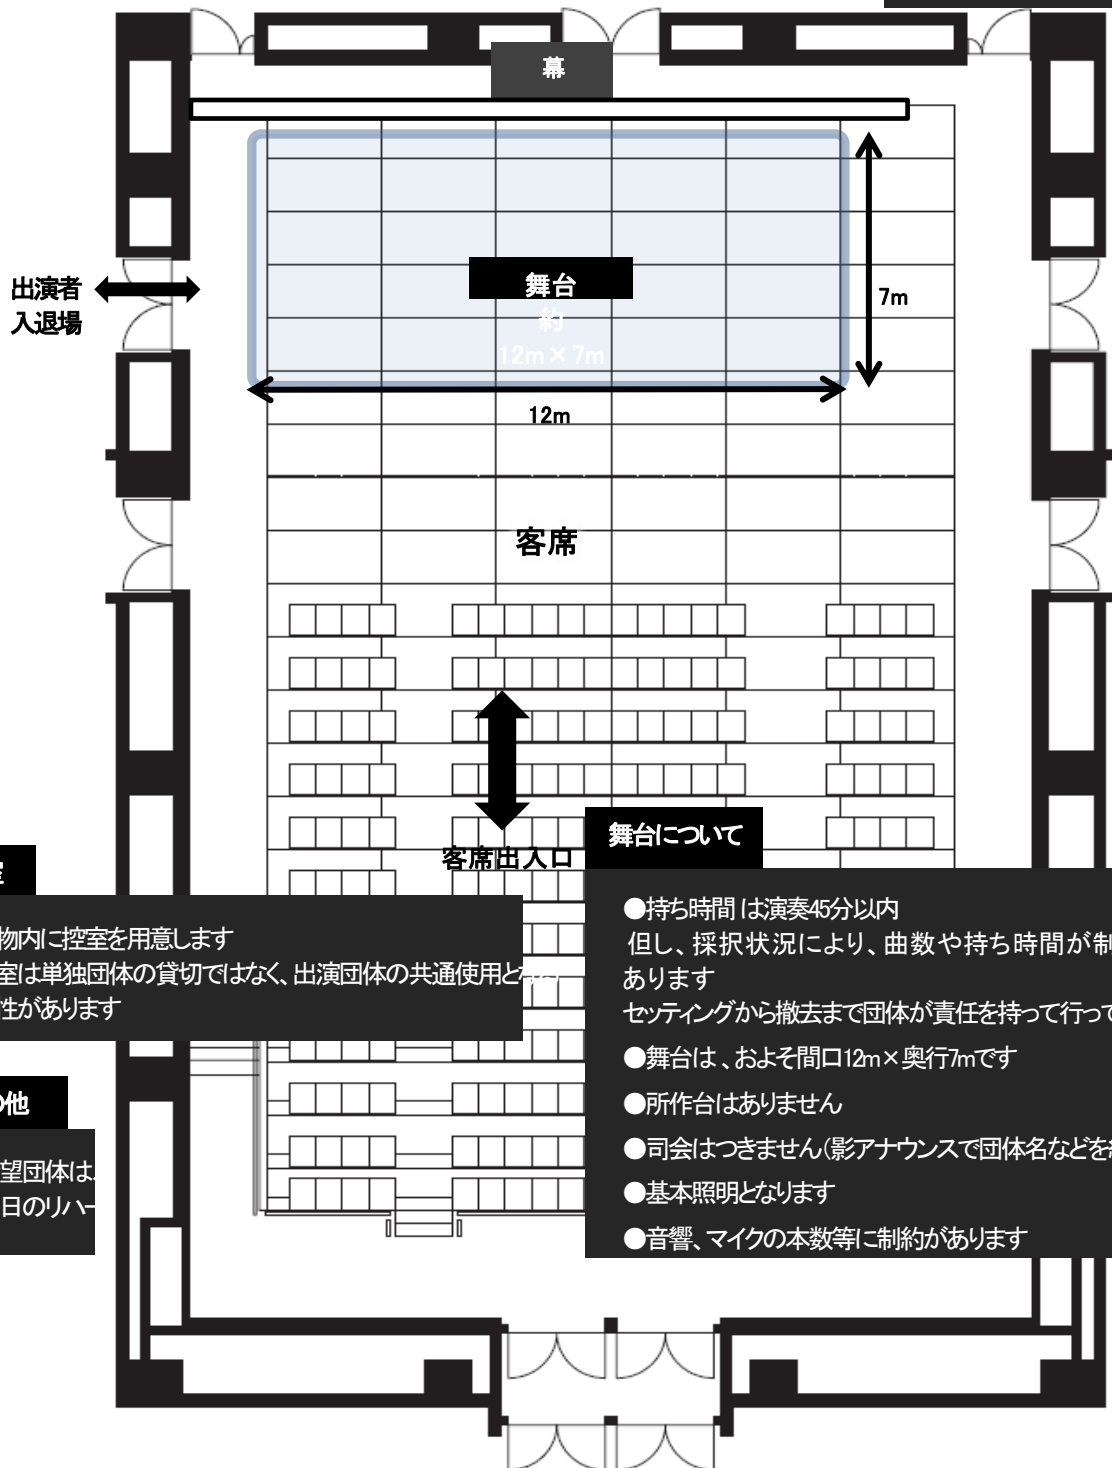 幕
出演者
入退場
舞台
約
12m×7m
7m
12m
客席
客席出入口
室
物内に控室を用意します
室は単独団体の貸切ではなく、出演団体の共通使用と
性があります
の他
望団体は、
日のリハー
舞台について
●持ち時間は演奏45分以内
但し、採択状況により、曲数や持ち時間が制
あります
セッティングから撤去まで団体が責任を持って行って
●舞台は、およそ間口12m×奥行7mです
●所作台はありません
●司会はつきません(影アナウンスで団体名などを
●基本照明となります
●音響、マイクの本数等に制約があります